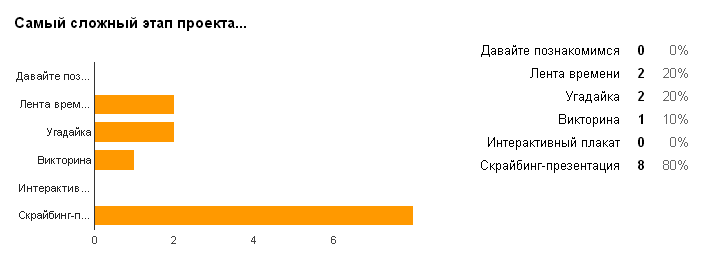 Самый сложный этап проекта...
Давайте поз...
Лента врем...
Угадайка
Викторина
Интерактив ...
Скрайбинг-п...
0 2 4 6
Давайте познакомимся 0 0%
Лента времени 2 20%
Угадайка 2 20%
Викторина 1 10%
Интерактивный плакат 0 0%
Скрайбинг-презентация 8 80%